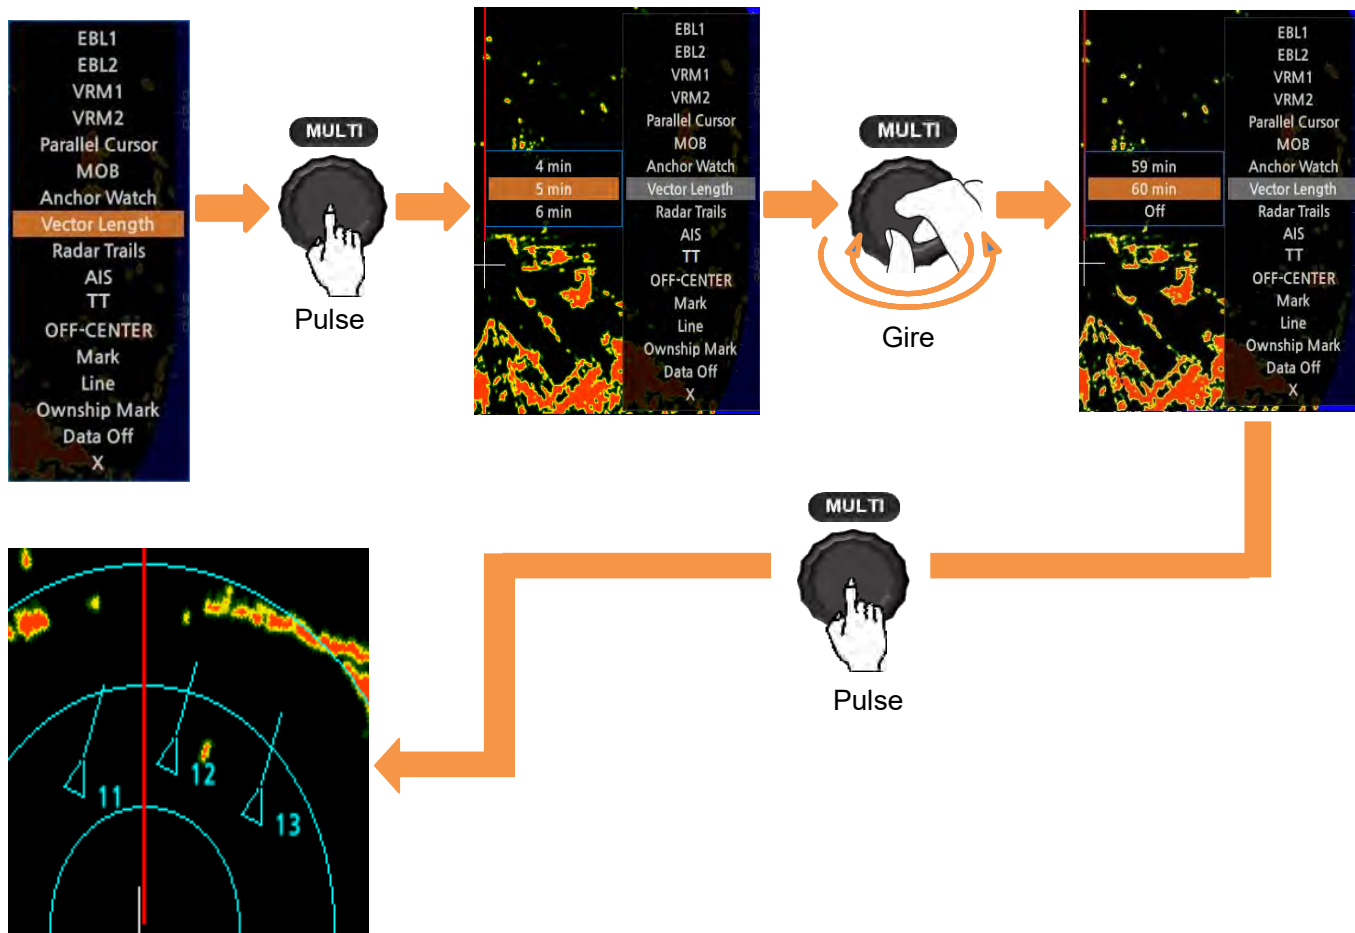 EBL1
EBL2
VRM1
VRM2
Parallel Cursor
MOB
Anchor Watch
Vector Length
Radar Trails
AIS
TT
OFF-CENTER
Mark
Line
Ownship Mark
Data Off
X
MULTI
Pulse
4 min
5 min
6 min
EBL1
EBL2
VRM1
VRM2
Parallel Cursor
MOB
Anchor Watch
Vector Length
Radar Trails
AIS
TT
OFF-CENTER
Mark
Line
Ownship Mark
Data Off
X
MULTI
Gire
59 min
60 min
Off
EBL1
EBL2
VRM1
VRM2
Parallel Cursor
MOB
Anchor Watch
Vector Length
Radar Trails
AIS
TT
OFF-CENTER
Mark
Line
Ownship Mark
Data Off
X
MULTI
Pulse
11
12
13